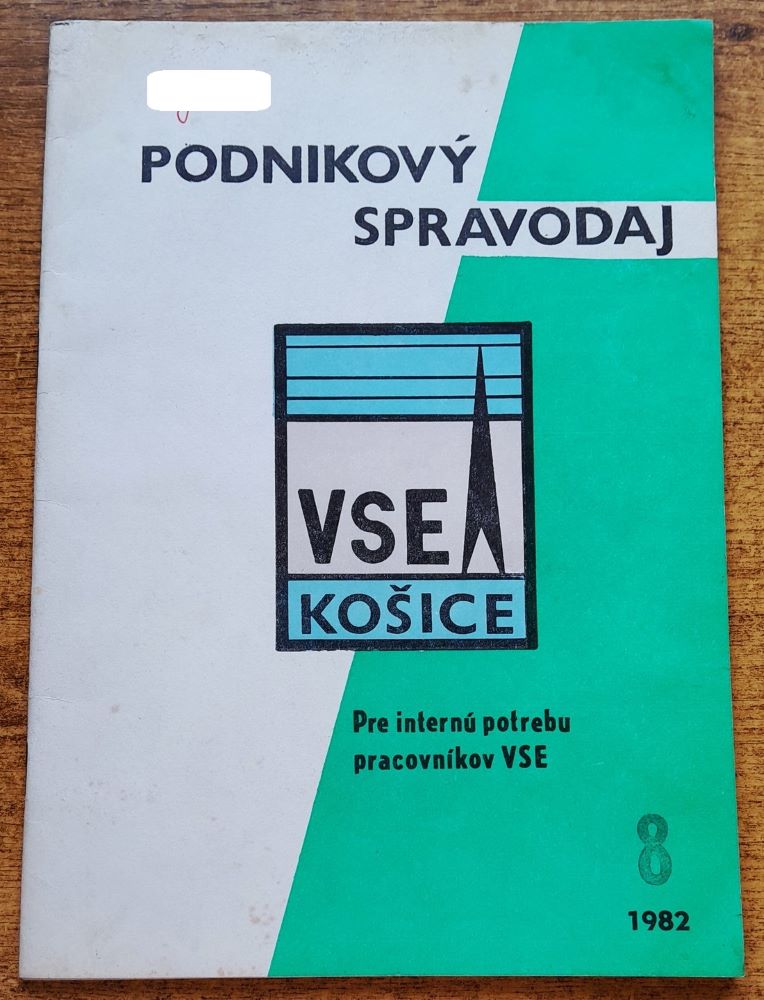 PODNIKOVÝ
SPRAVODAJ
VSE
KOŠICE
Pre internú potrebu
pracovníkov VSE
8
1982